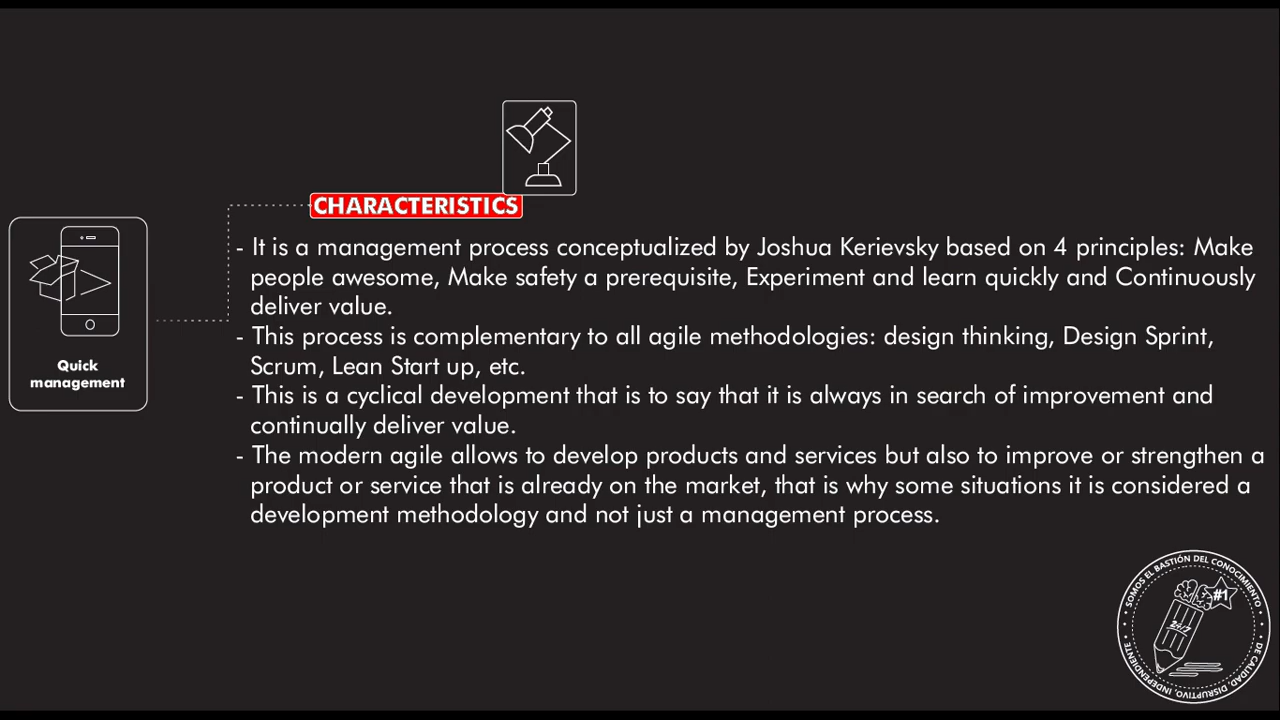 CHARACTERISTICS
- It is a management process conceptualized by Joshua Kerievsky based on 4 principles: Make
people awesome, Make safety a prerequisite, Experiment and learn quickly and Continuously
deliver value.
- This process is complementary to all agile methodologies: design thinking, Design Sprint,
Scrum, Lean Start up, etc.
- This is a cyclical development that is to say that it is always in search of improvement and
continually deliver value.
- The modern agile allows to develop products and services but also to improve or strengthen a
product or service that is already on the market, that is why some situations it is considered a
development methodology and not just a management process.
Quick
management
SOMOS EL BASTIÓN DEL CONOCIMIENTO
DE CALIDAD, DISRUPTIVO, INDEPENDIENTE
#1
24/7